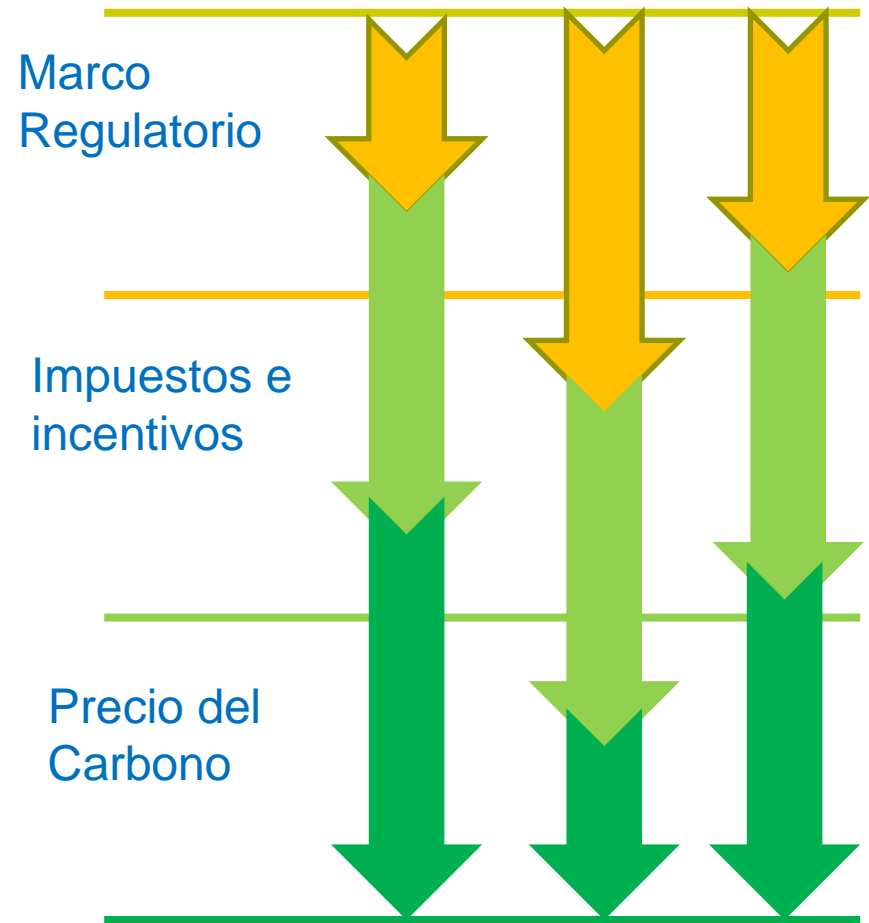 Marco
Regulatorio
Impuestos e
incentivos
Precio del
Carbono